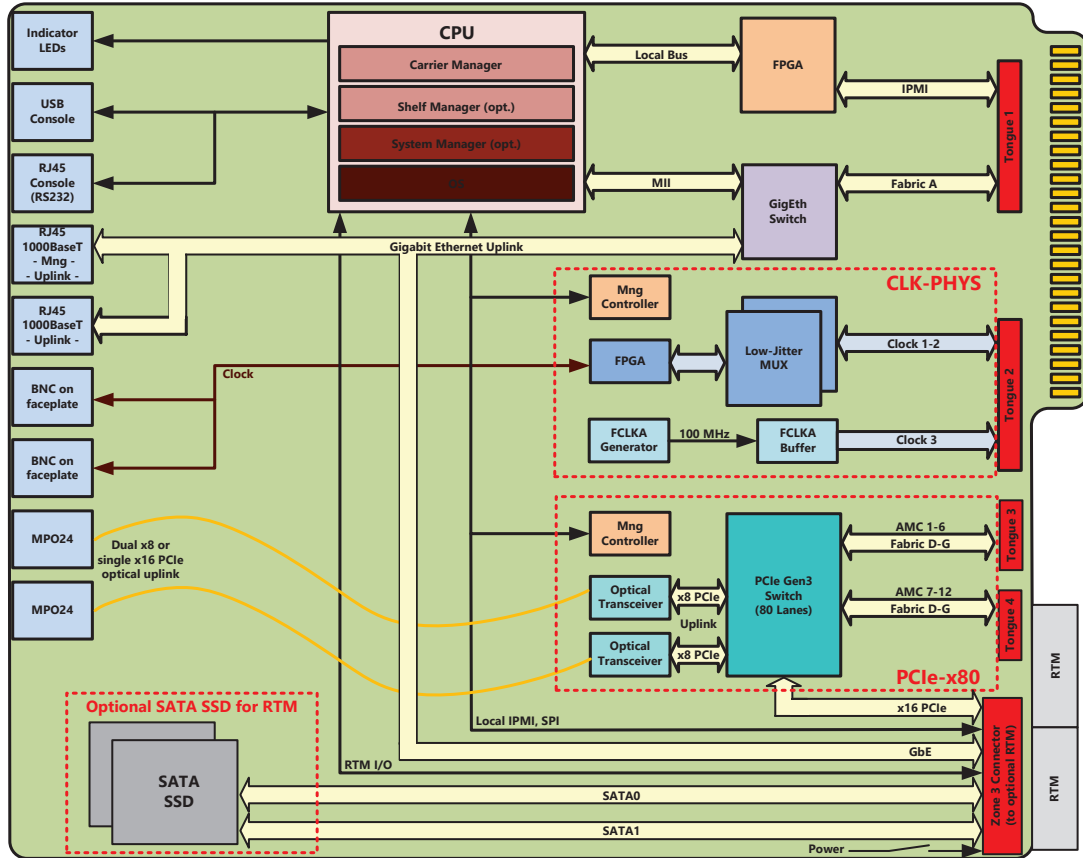 Indicator
LEDs
USB
Console
RJ45
Console
(RS232)
RJ45
1000BaseT
- Mng -
- Uplink -
RJ45
1000BaseT
- Uplink -
BNC on
faceplate
BNC on
faceplate
MPO24
MPO24
CPU
Carrier Manager
Shelf Manager (opt.)
System Manager (opt.)
Local Bus
FPGA
IPMI
MII
GigEth
Switch
Fabric A
Tongue 1
Gigabit Ethernet Uplink
CLK-PHYS
Mng
Controller
Clock
FPGA
Low-Jitter
MUX
Clock 1-2
FCLKA
Generator
100 MHz
FCLKA
Buffer
Clock 3
Tongue 2
Dual x8 or
single x16 PCIe
optical uplink
Mng
Controller
Optical
Transceiver
x8 PCIe
Uplink
Optical
Transceiver
x8 PCIe
PCIe Gen3
Switch
(80 Lanes)
AMC 1-6
Fabric D-G
Tongue 3
AMC 7-12
Fabric D-G
Tongue 4
PCIe-x80
x16 PCIe
Optional SATA SSD for RTM
SATA
SSD
Local IPMI, SPI
GbE
RTM I/O
SATA0
SATA1
Power
Zone 3 Connector
(to optional RTM)
RTM
RTM